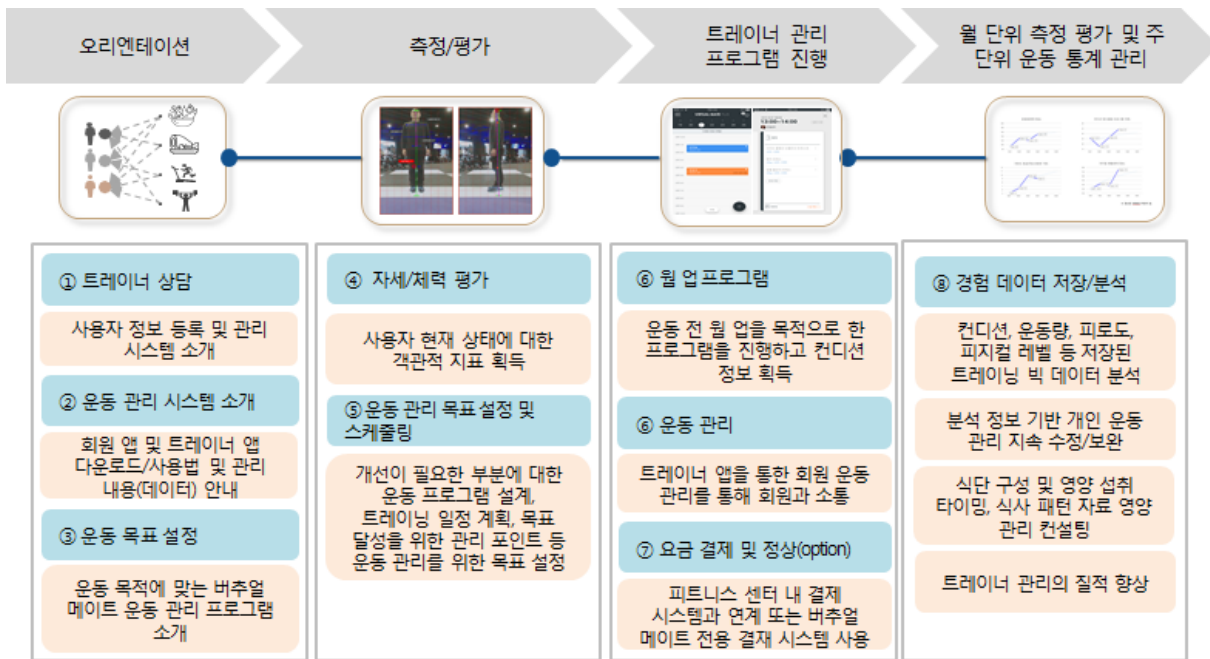 오리엔테이션
측정/평가
트레이너 관리
프로그램 진행
월 단위 측정 평가 및 주
단위 운동 통계 관리
① 트레이너 상담
사용자 정보 등록 및 관리
시스템 소개
② 운동 관리 시스템 소개
회원 앱 및 트레이너 앱
다운로드/사용법 및 관리
내용(데이터) 안내
③ 운동 목표 설정
운동 목적에 맞는 버추얼
메이트 운동 관리 프로그램
소개
④ 자세/체력 평가
사용자 현재 상태에 대한
객관적 지표 획득
⑤ 운동 관리 목표 설정 및
스케줄링
개선이 필요한 부분에 대한
운동 프로그램 설계,
트레이닝 일정 계획, 목표
달성을 위한 관리 포인트 등
운동 관리를 위한 목표 설정
⑥ 웜 업 프로그램
운동 전 웜 업을 목적으로 한
프로그램을 진행하고 컨디션
정보 획득
⑥ 운동 관리
트레이너 앱을 통한 회원 운동
관리를 통해 회원과 소통
⑦ 요금 결제 및 정상(option)
피트니스 센터 내 결제
시스템과 연계 또는 버추얼
메이트 전용 결재 시스템 사용
⑧ 경험 데이터 저장/분석
컨디션, 운동량, 피로도,
피지컬 레벨 등 저장된
트레이닝 빅 데이터 분석
분석 정보 기반 개인 운동
관리 지속 수정/보완
식단 구성 및 영양 섭취
타이밍, 식사 패턴 자료 영양
관리 컨설팅
트레이너 관리의 질적 향상